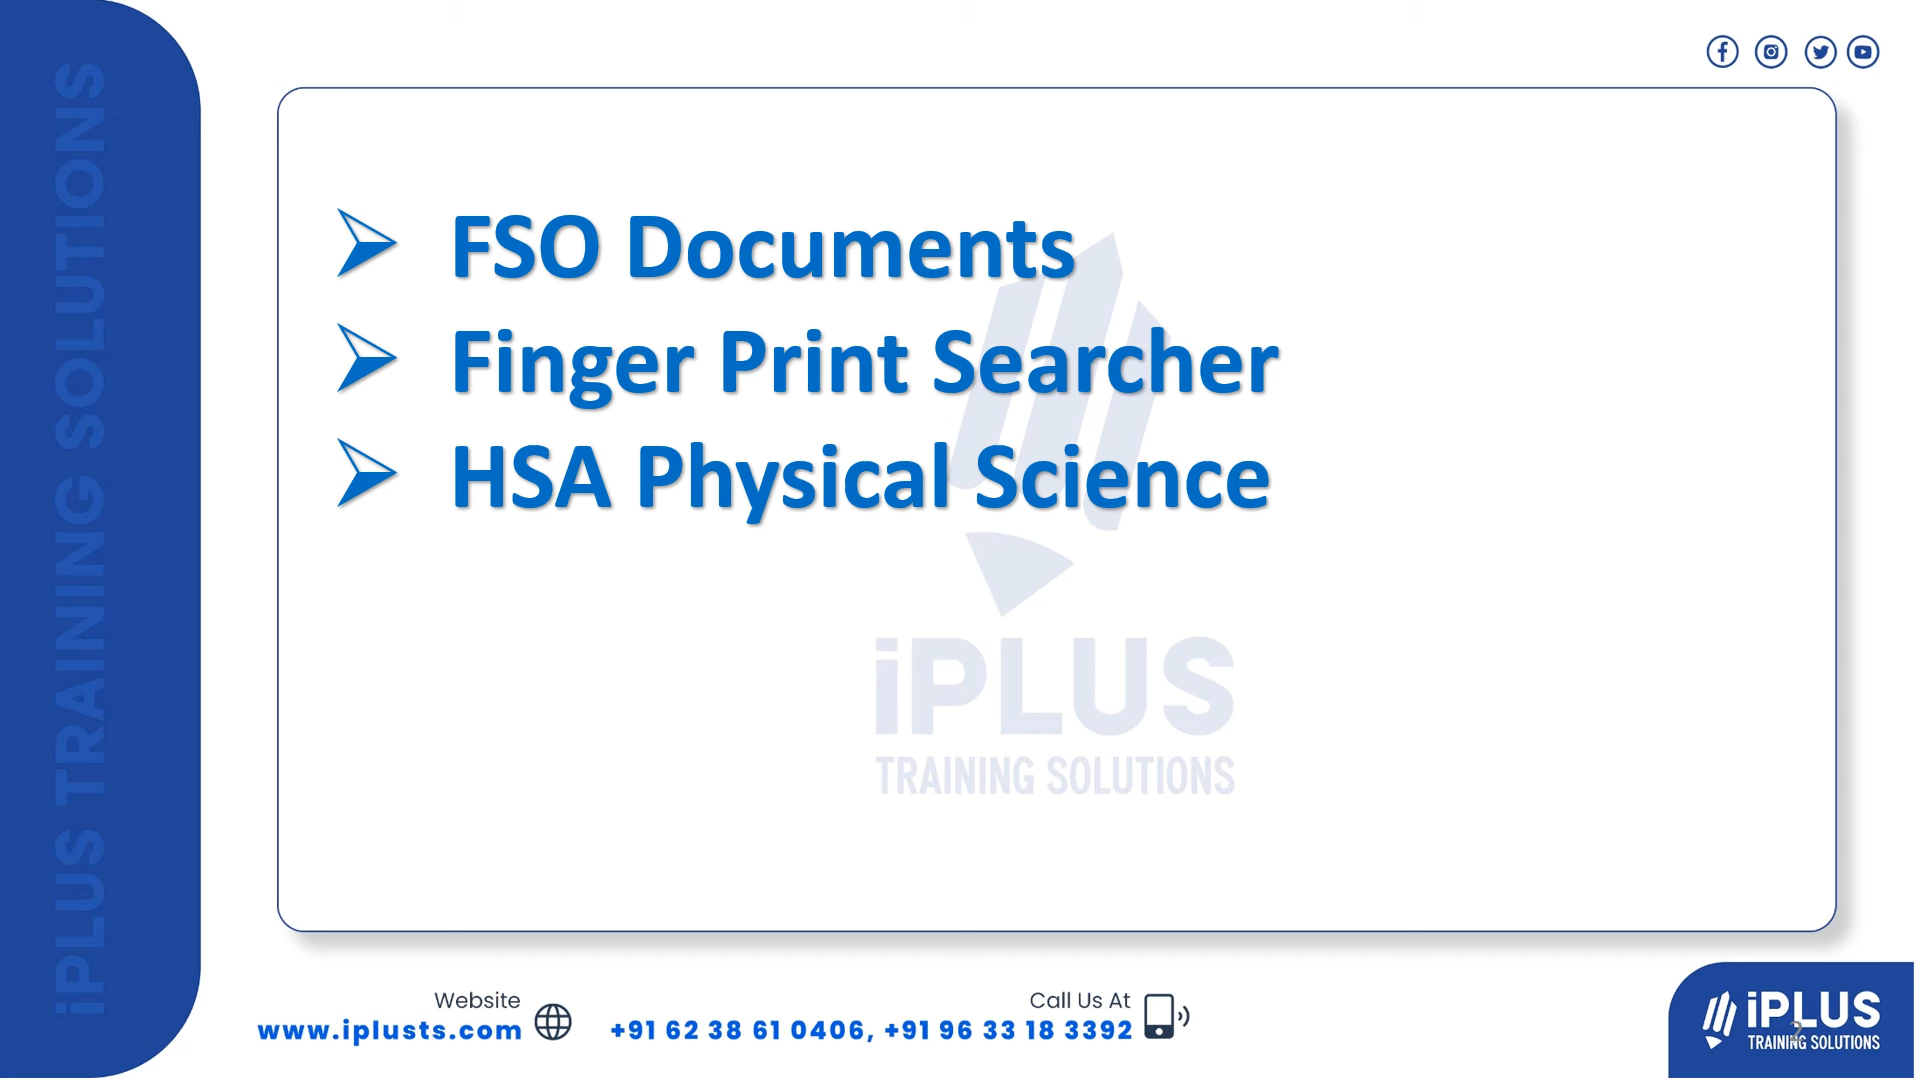 iPLUS TRAINING SOLUTIONS
FSO Documents
Finger Print Searcher
HSA Physical Science
iPLUS
TRAINING SOLUTIONS
Website
www.iplusts.com
Call Us At
+91 62 38 61 0406, +91 96 33 18 3392
iPLUS
TRAINING SOLUTIONS
2